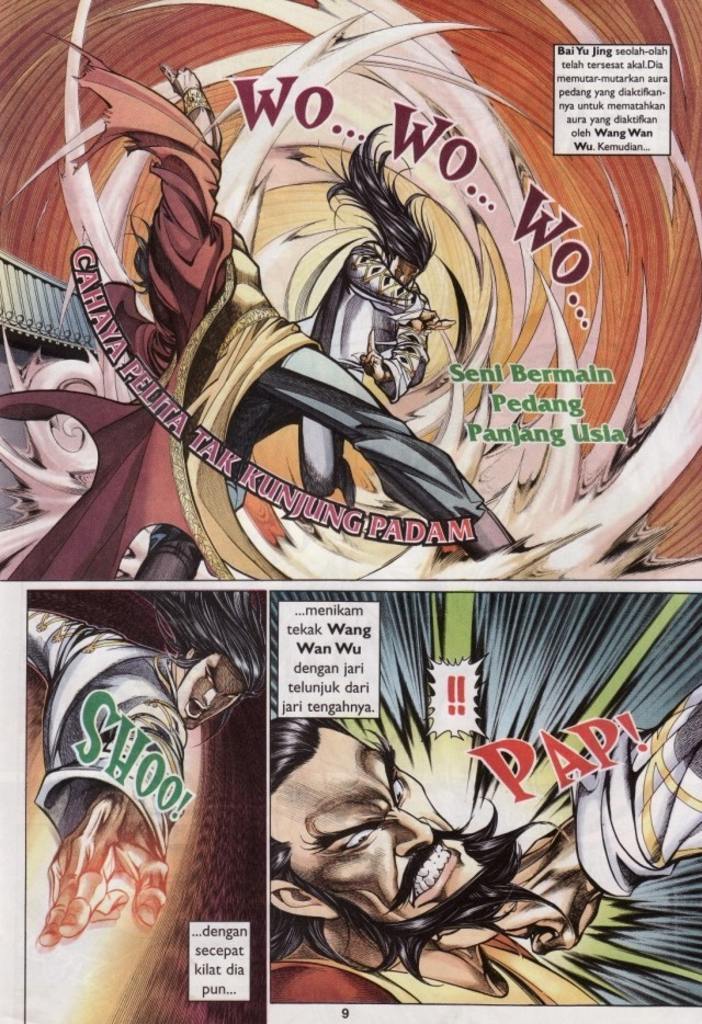 Bai Yu Jing seolah-olah
telah tersesat akal.Dia
memutar-mutarkan aura
pedang yang diaktifkan-
nya untuk mematahkan
aura yang diaktifkan
oleh Wang Wan
Wu. Kemudian...
WO... WO... WO...
CAHAYA PELITA TAK KUNJUNG PADAM
Seni Bermain
Pedang
Panjang Usia
SHOO!
...dengan
secepat
kilat dia
pun...
...menikam
tekak Wang
Wan Wu
dengan jari
telunjuk dari
jari tengahnya.
!!
PAP!
9